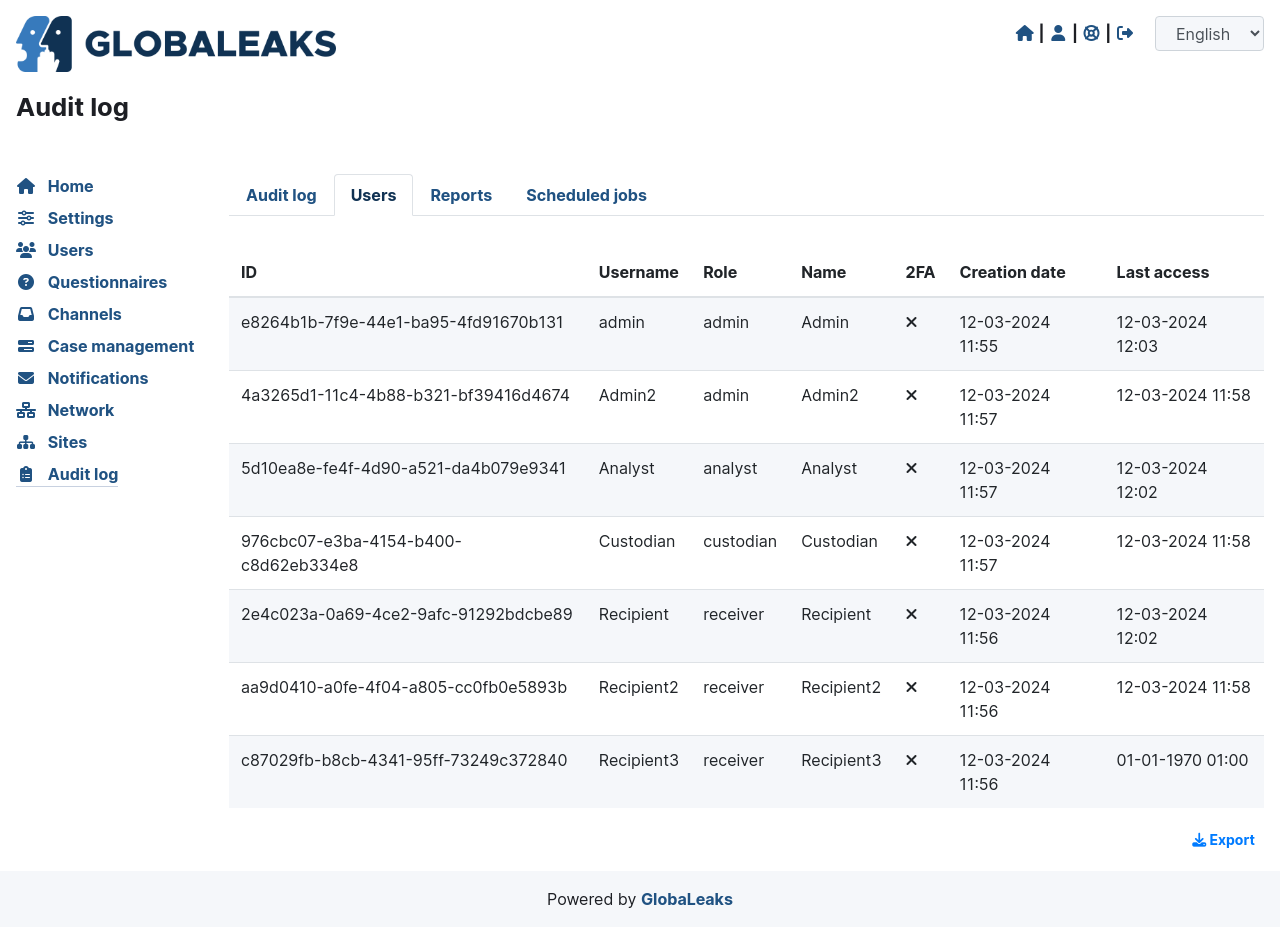 GLOBALEAKS
| | |
English
Audit log
Home
Settings
Users
Questionnaires
Channels
Case management
Notifications
Network
Sites
Audit log
Audit log Users Reports Scheduled jobs
ID Username Role Name 2FA Creation date Last access
e8264b1b-7f9e-44e1-ba95-4fd91670b131 admin admin Admin 12-03-2024 12-03-2024
11:55 12:03
4a3265d1-11c4-4b88-b321-bf39416d4674 Admin2 admin Admin2 12-03-2024 12-03-2024 11:58
11:57
5d10ea8e-fe4f-4d90-a521-da4b079e9341 Analyst analyst Analyst 12-03-2024 12-03-2024
11:57 12:02
976cbc07-e3ba-4154-b400- Custodian custodian Custodian 12-03-2024 12-03-2024 11:58
c8d62eb334e8 11:57
2e4c023a-0a69-4ce2-9afc-91292bdcbe89 Recipient receiver Recipient 12-03-2024 12-03-2024
11:56 12:02
aa9d0410-a0fe-4f04-a805-cc0fb0e5893b Recipient2 receiver Recipient2 12-03-2024 12-03-2024 11:58
11:56
c87029fb-b8cb-4341-95ff-73249c372840 Recipient3 receiver Recipient3 12-03-2024 01-01-1970 01:00
11:56
Export
Powered by GlobaLeaks